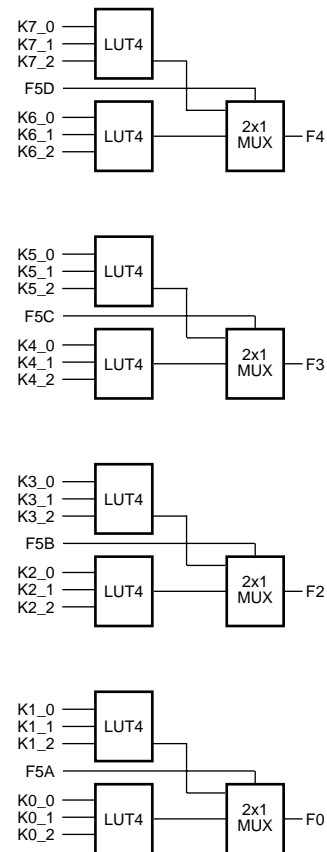 K7_0
K7_1
K7_2
LUT4
F5D
K6_0
K6_1
K6_2
LUT4
2x1
MUX
F4
K5_0
K5_1
K5_2
LUT4
F5C
K4_0
K4_1
K4_2
LUT4
2x1
MUX
F3
K3_0
K3_1
K3_2
LUT4
F5B
K2_0
K2_1
K2_2
LUT4
2x1
MUX
F2
K1_0
K1_1
K1_2
LUT4
F5A
K0_0
K0_1
K0_2
LUT4
2x1
MUX
F0